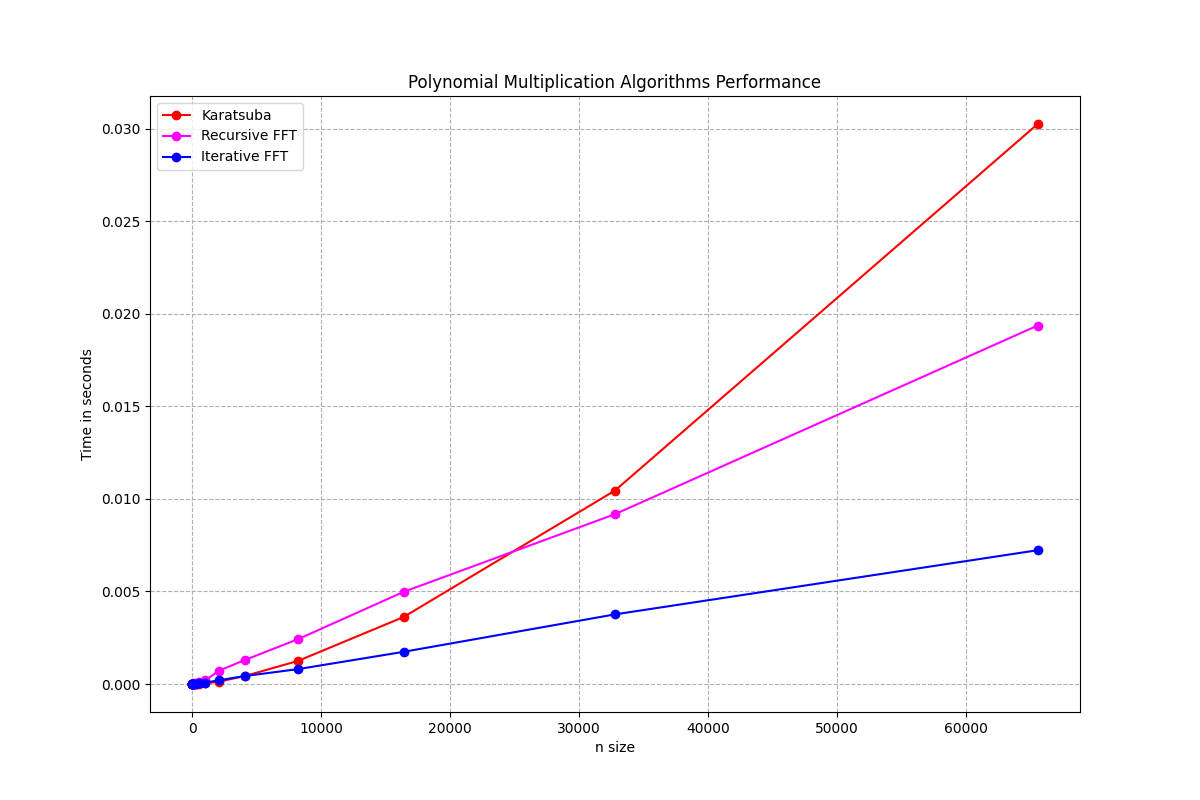 Polynomial Multiplication Algorithms Performance
Karatsuba
Recursive FFT
Iterative FFT
0.030
0.025
0.020
0.015
0.010
0.005
0.000
Time in seconds
0 10000 20000 30000 40000 50000 60000
n size